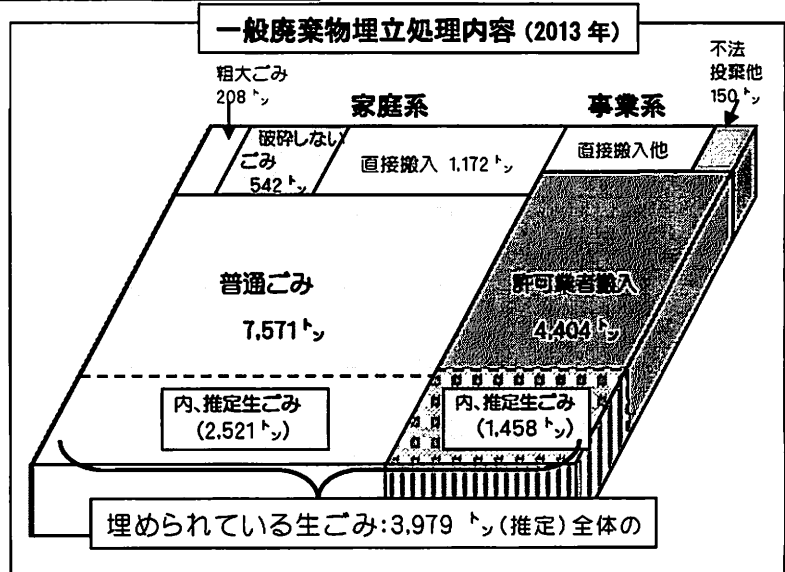 一般廃棄物埋立処理内容 (2013 年)
不法
投棄他
150 トン
粗大ごみ
208 トン
家庭系
事業系
破砕しない
ごみ
542 トン
直接搬入 1.172 トン
直接搬入他
普通ごみ
7,571 トン
許可業者搬入
4,404 トン
内、推定生ごみ
(2,521 トン)
内、推定生ごみ
(1,458 トン)
埋められている生ごみ:3,979 トン(推定) 全体の